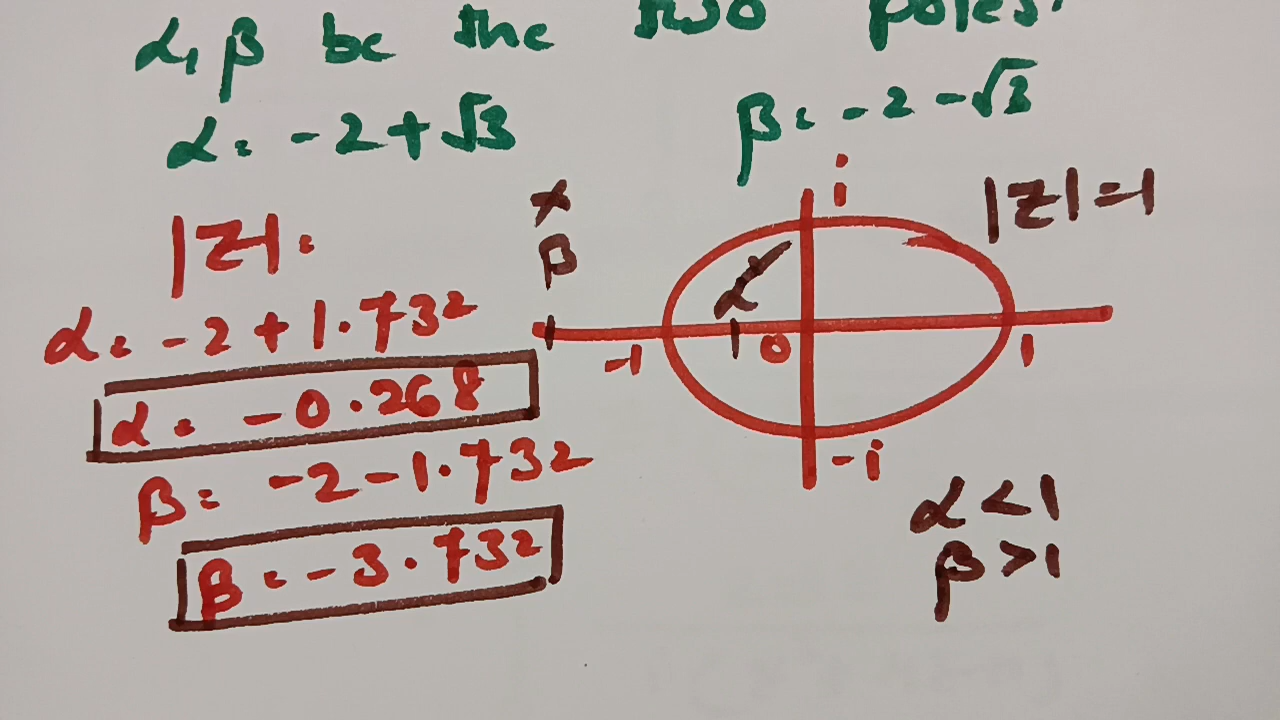 α, β be the two poles.
α = -2 + √3
β = -2 - √3
|Z| =
α = -2 + 1.732
α = -0.268
β = -2 - 1.732
β = -3.732
x
β
α
i
|Z| = 1
-1
0
1
-i
α < 1
β > 1